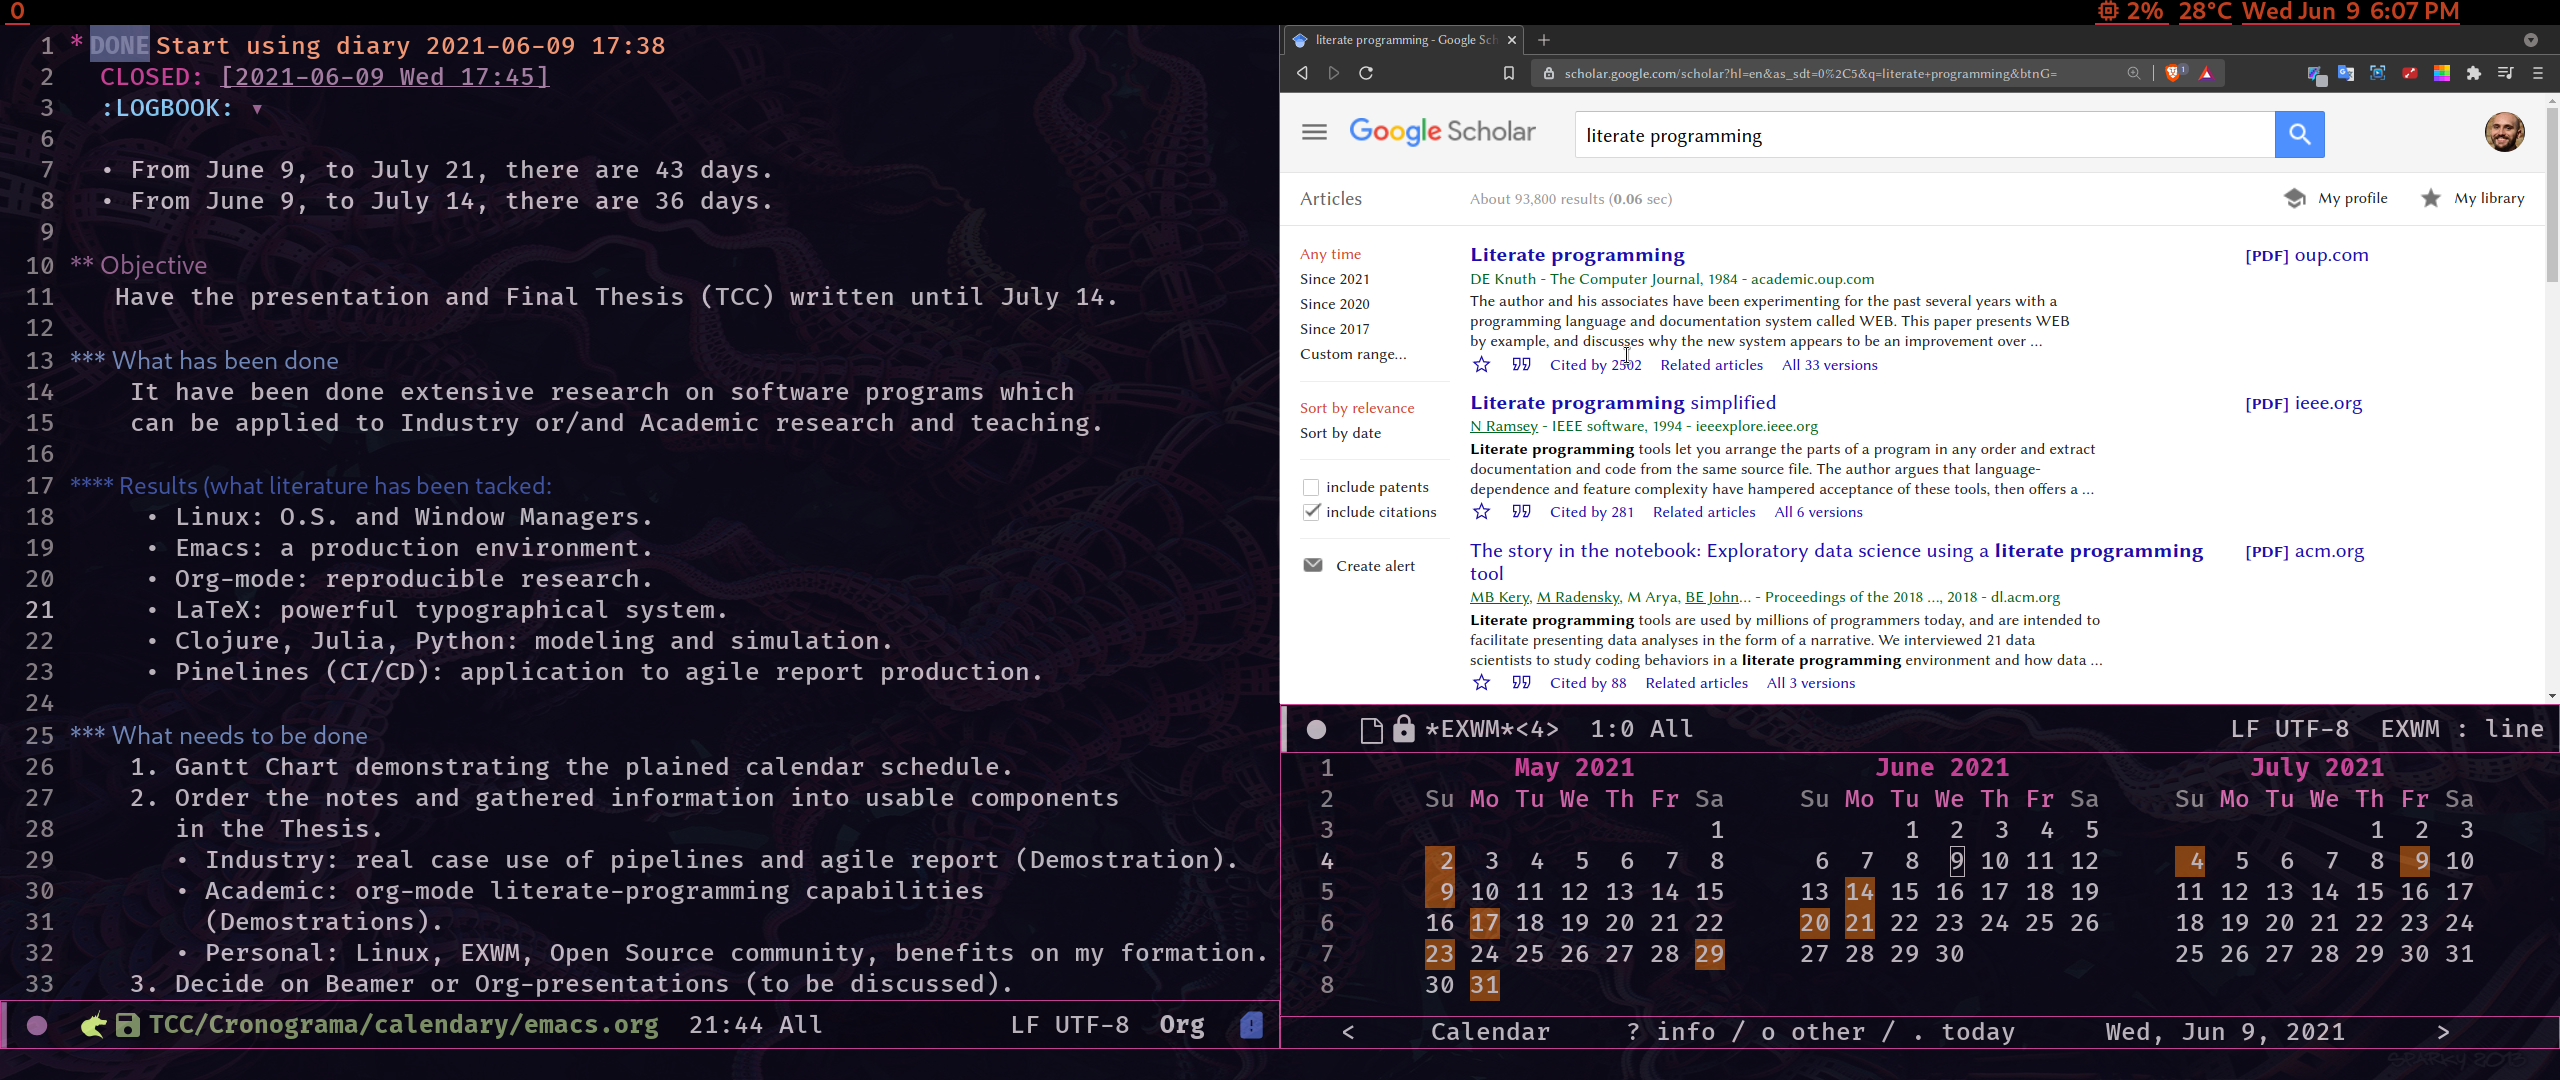 0
2% 28°C Wed Jun 9 6:07 PM
1 * DONE Start using diary 2021-06-09 17:38
2 CLOSED: [2021-06-09 Wed 17:45]
3 :LOGBOOK: ▾
6
7 • From June 9, to July 21, there are 43 days.
8 • From June 9, to July 14, there are 36 days.
9
10 ** Objective
11 Have the presentation and Final Thesis (TCC) written until July 14.
12
13 *** What has been done
14 It have been done extensive research on software programs which
15 can be applied to Industry or/and Academic research and teaching.
16
17 **** Results (what literature has been tacked:
18 • Linux: O.S. and Window Managers.
19 • Emacs: a production environment.
20 • Org-mode: reproducible research.
21 • LaTeX: powerful typographical system.
22 • Clojure, Julia, Python: modeling and simulation.
23 • Pinelines (CI/CD): application to agile report production.
24
25 *** What needs to be done
26 1. Gantt Chart demonstrating the plained calendar schedule.
27 2. Order the notes and gathered information into usable components
28 in the Thesis.
29 • Industry: real case use of pipelines and agile report (Demostration).
30 • Academic: org-mode literate-programming capabilities
31 (Demostrations).
32 • Personal: Linux, EXWM, Open Source community, benefits on my formation.
33 3. Decide on Beamer or Org-presentations (to be discussed).
TCC/Cronograma/calendary/emacs.org 21:44 All LF UTF-8 Org
literate programming - Google Sch
scholar.google.com/scholar?hl=en&as_sdt=0%2C5&q=literate+programming&btnG=
1
Google Scholar
literate programming
Articles
About 93,800 results (0.06 sec)
My profile
My library
Any time
Since 2021
Since 2020
Since 2017
Custom range...
Sort by relevance
Sort by date
include patents
include citations
Create alert
Literate programming
[PDF] oup.com
DE Knuth - The Computer Journal, 1984 - academic.oup.com
The author and his associates have been experimenting for the past several years with a
programming language and documentation system called WEB. This paper presents WEB
by example, and discusses why the new system appears to be an improvement over ...
Cited by 2502 Related articles All 33 versions
Literate programming simplified
[PDF] ieee.org
N Ramsey - IEEE software, 1994 - ieeexplore.ieee.org
Literate programming tools let you arrange the parts of a program in any order and extract
documentation and code from the same source file. The author argues that language-
dependence and feature complexity have hampered acceptance of these tools, then offers a ...
Cited by 281 Related articles All 6 versions
The story in the notebook: Exploratory data science using a literate programming
tool
[PDF] acm.org
MB Kery, M Radensky, M Arya, BE John... - Proceedings of the 2018 ..., 2018 - dl.acm.org
Literate programming tools are used by millions of programmers today, and are intended to
facilitate presenting data analyses in the form of a narrative. We interviewed 21 data
scientists to study coding behaviors in a literate programming environment and how data ...
Cited by 88 Related articles All 3 versions
*EXWM*<4> 1:0 All LF UTF-8 EXWM : line
1 May 2021 June 2021 July 2021
2 Su Mo Tu We Th Fr Sa Su Mo Tu We Th Fr Sa Su Mo Tu We Th Fr Sa
3 1 1 2 3 4 5 1 2 3
4 2 3 4 5 6 7 8 6 7 8 9 10 11 12 4 5 6 7 8 9 10
5 9 10 11 12 13 14 15 13 14 15 16 17 18 19 11 12 13 14 15 16 17
6 16 17 18 19 20 21 22 20 21 22 23 24 25 26 18 19 20 21 22 23 24
7 23 24 25 26 27 28 29 27 28 29 30 25 26 27 28 29 30 31
8 30 31
< Calendar ? info / o other / . today Wed, Jun 9, 2021 >